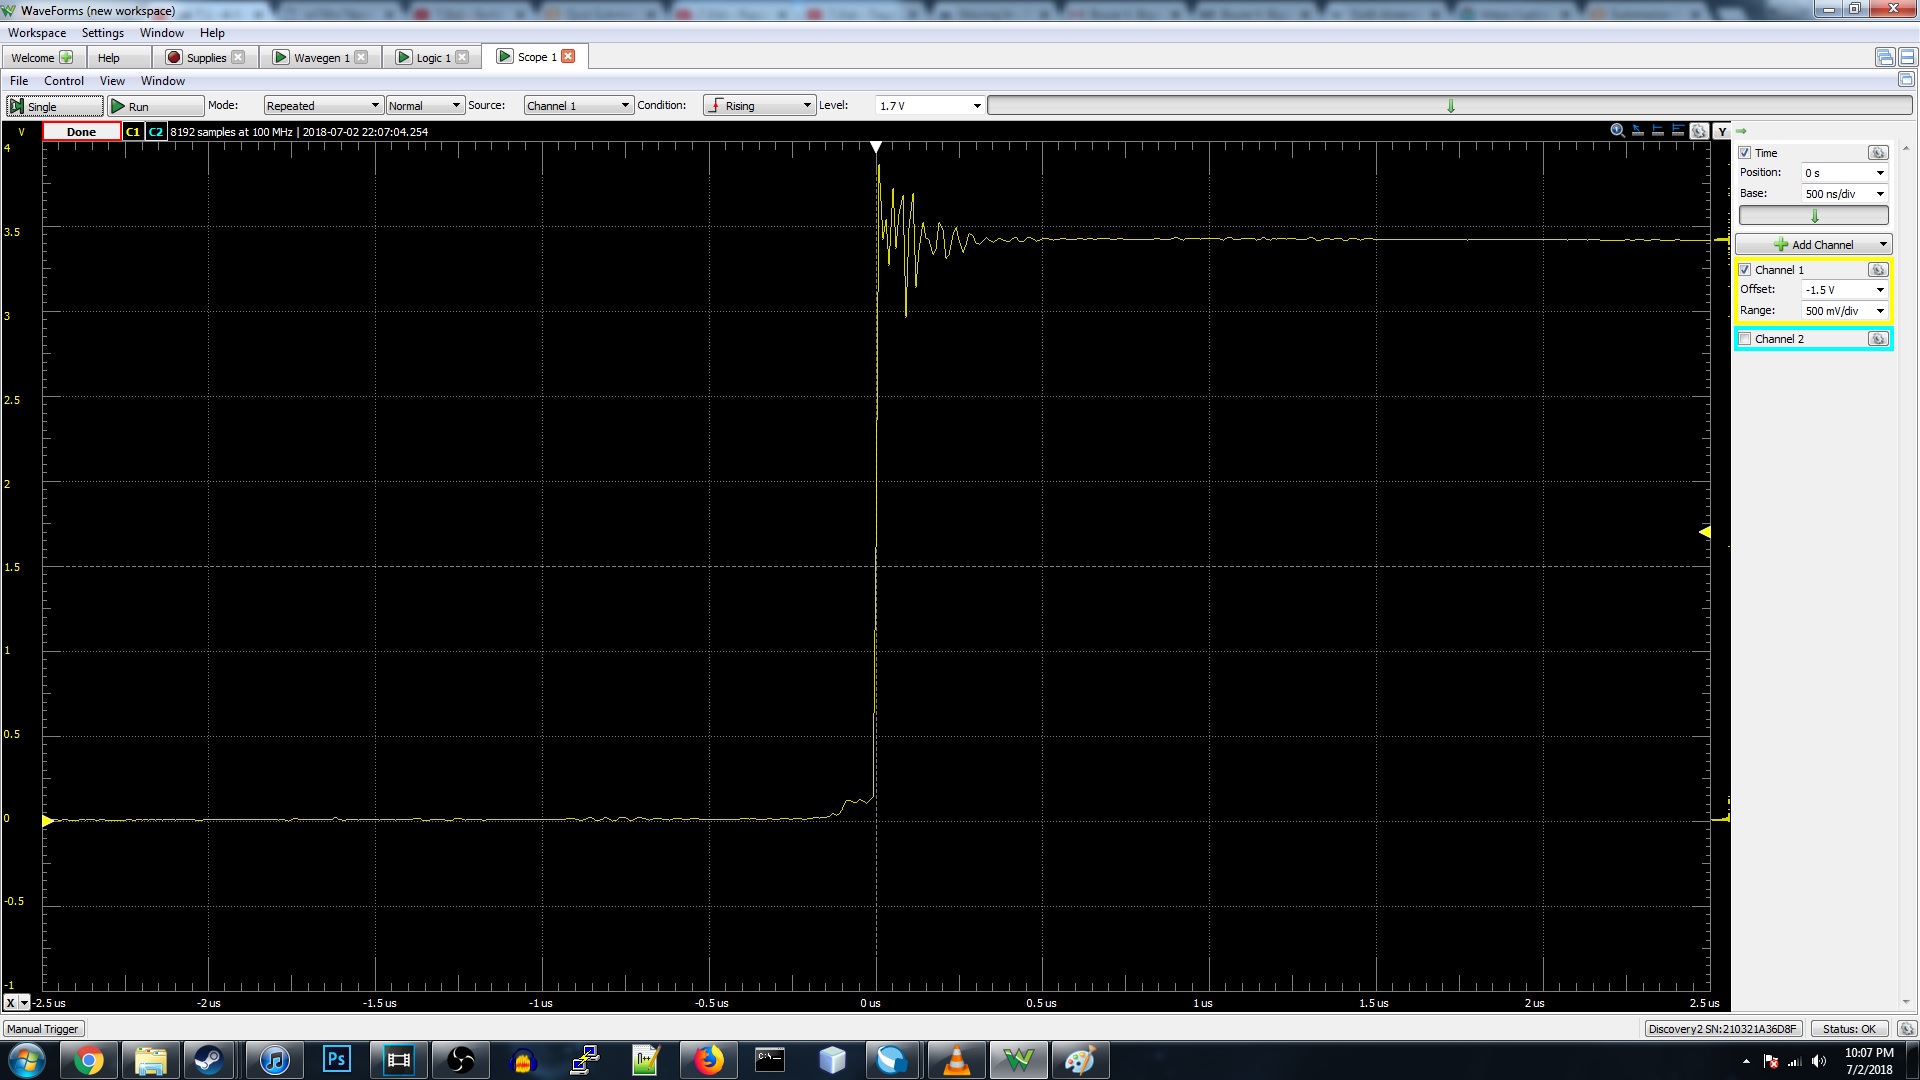 WaveForms (new workspace)
Workspace Settings Window Help
Welcome Help Supplies Wavegen 1 Logic 1 Scope 1
File Control View Window
Single Run Mode: Repeated Normal Source: Channel 1 Condition: Rising Level: 1.7 V
V Done C1 C2 8192 samples at 100 MHz | 2018-07-02 22:07:04.254 Y
4
3.5
3
2.5
2
1.5
1
0.5
0
-0.5
-1
X -2.5 us -2 us -1.5 us -1 us -0.5 us 0 us 0.5 us 1 us 1.5 us 2 us 2.5 us
Time
Position: 0 s
Base: 500 ns/div
Add Channel
Channel 1
Offset: -1.5 V
Range: 500 mV/div
Channel 2
Manual Trigger Discovery2 SN:210321A36D8F Status: OK
Ps C:\_ 10:07 PM
7/2/2018